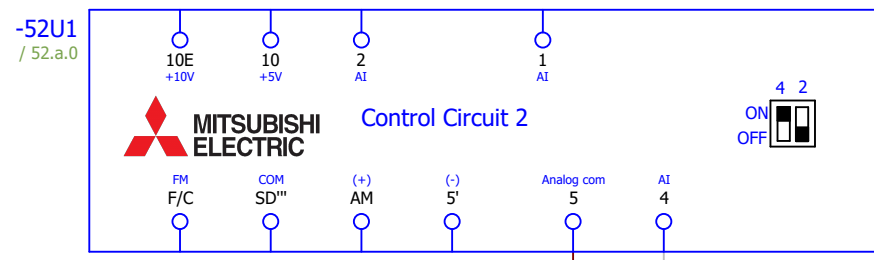 -52U1
/ 52.a.0
10E
+10V
10
+5V
2
AI
1
AI
MITSUBISHI
ELECTRIC
Control Circuit 2
4 2
ON
OFF
FM
F/C
COM
SD'''
(+)
AM
(-)
5'
Analog com
5
AI
4